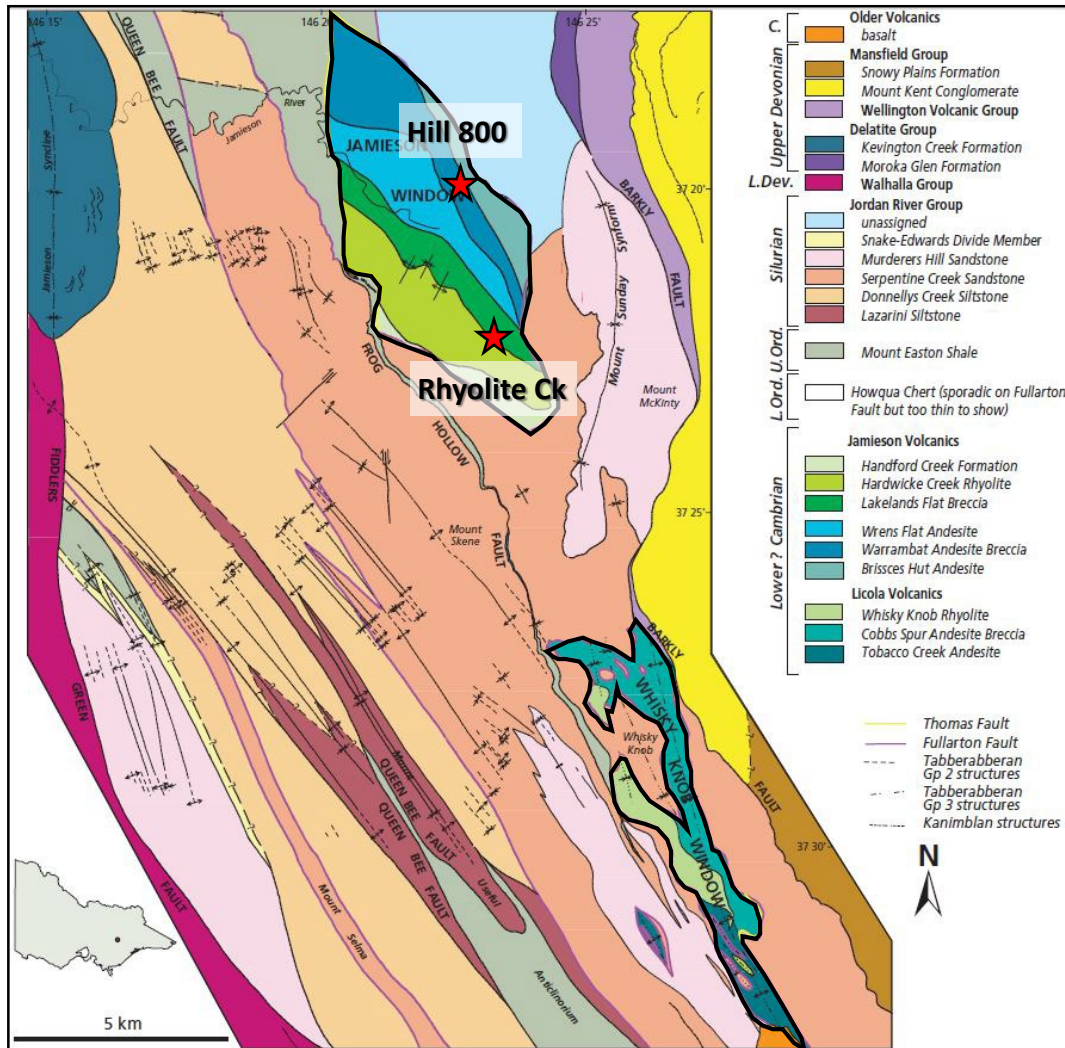 146 15'
146 20'
146 25'
QUEEN
BEE
FAULT
River
Jamieson
Hill 800
JAMIESON
WINDOW
Syncline
Jamieson
BARKLY
FAULT
37 20'
Synform
Sunday
Mount
Mount
McKinty
Rhyolite Ck
FROG
HOLLOW
FAULT
Mount
Skene
37 25'
FIDDLERS
GREEN
FAULT
BARKLY
FAULT
WHISKY
KNOB
WINDOW
Whisky
Knob
37 30'
Mount
Useful
Anticlinorium
QUEEN BEE FAULT
QUEEN BEE FAULT
Mount
Selma
5 km
C.
Older Volcanics
basalt
Upper Devonian
Mansfield Group
Snowy Plains Formation
Mount Kent Conglomerate
Wellington Volcanic Group
Delatite Group
Kevington Creek Formation
Moroka Glen Formation
L.Dev.
Walhalla Group
Silurian
Jordan River Group
unassigned
Snake-Edwards Divide Member
Murderers Hill Sandstone
Serpentine Creek Sandstone
Donnellys Creek Siltstone
Lazarini Siltstone
U. Ord.
Mount Easton Shale
L. Ord.
Howqua Chert (sporadic on Fullarton
Fault but too thin to show)
Lower ? Cambrian
Jamieson Volcanics
Handford Creek Formation
Hardwicke Creek Rhyolite
Lakelands Flat Breccia
Wrens Flat Andesite
Warrambat Andesite Breccia
Brissces Hut Andesite
Licola Volcanics
Whisky Knob Rhyolite
Cobbs Spur Andesite Breccia
Tobacco Creek Andesite
Thomas Fault
Fullarton Fault
Tabberabberan
Gp 2 structures
Tabberabberan
Gp 3 structures
Kanimblan structures
N